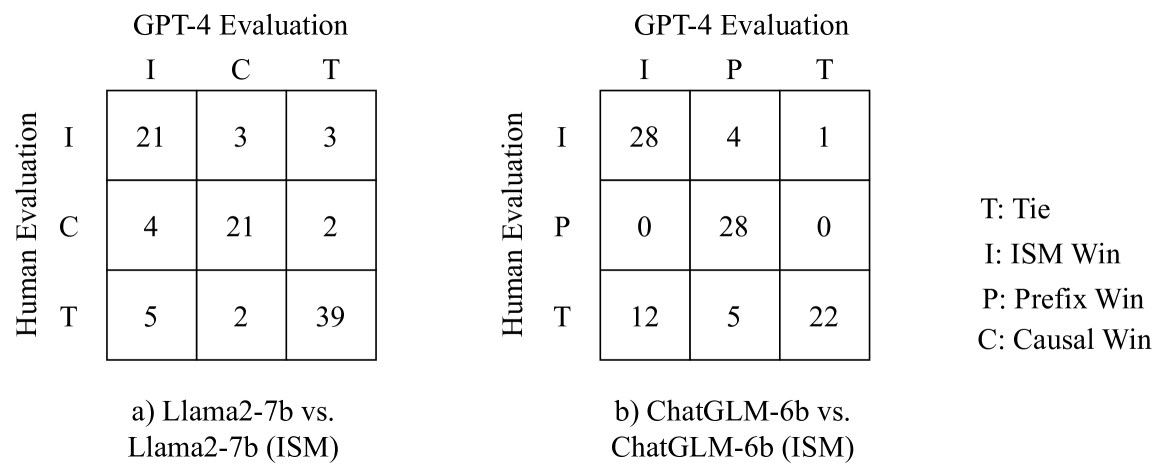 GPT-4 Evaluation
I C T
Human Evaluation
I 21 3 3
C 4 21 2
T 5 2 39
a) Llama2-7b vs.
Llama2-7b (ISM)
GPT-4 Evaluation
I P T
Human Evaluation
I 28 4 1
P 0 28 0
T 12 5 22
b) ChatGLM-6b vs.
ChatGLM-6b (ISM)
T: Tie
I: ISM Win
P: Prefix Win
C: Causal Win